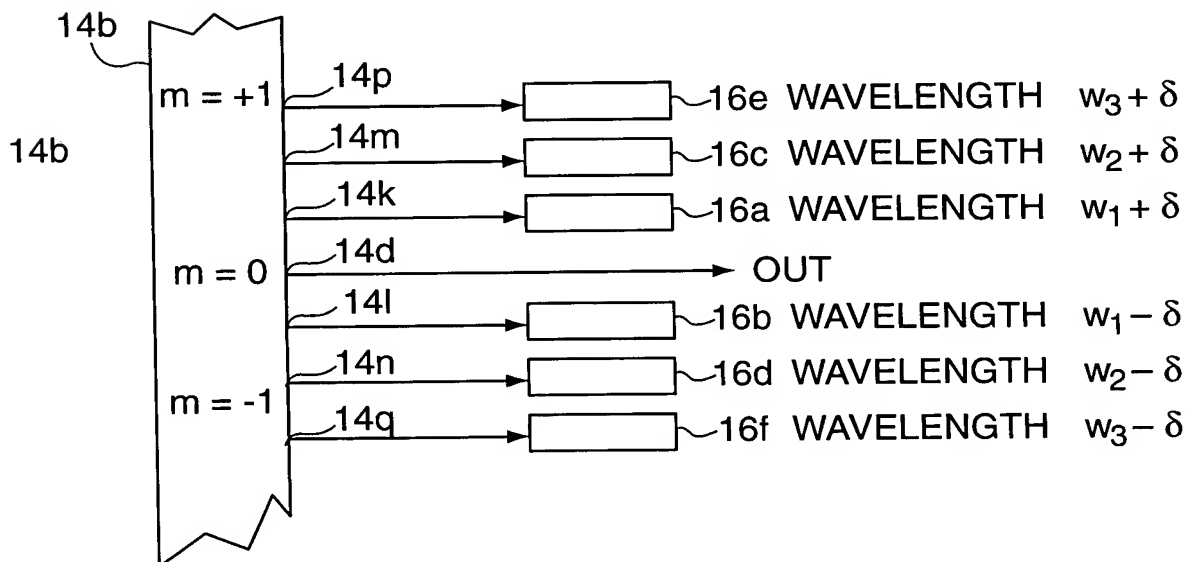 14b
m = +1
14p
16e WAVELENGTH w₃ + δ
14b
14m
16c WAVELENGTH w₂ + δ
14k
16a WAVELENGTH w₁ + δ
m = 0
14d
OUT
14l
16b WAVELENGTH w₁ − δ
14n
16d WAVELENGTH w₂ − δ
m = -1
14q
16f WAVELENGTH w₃ − δ